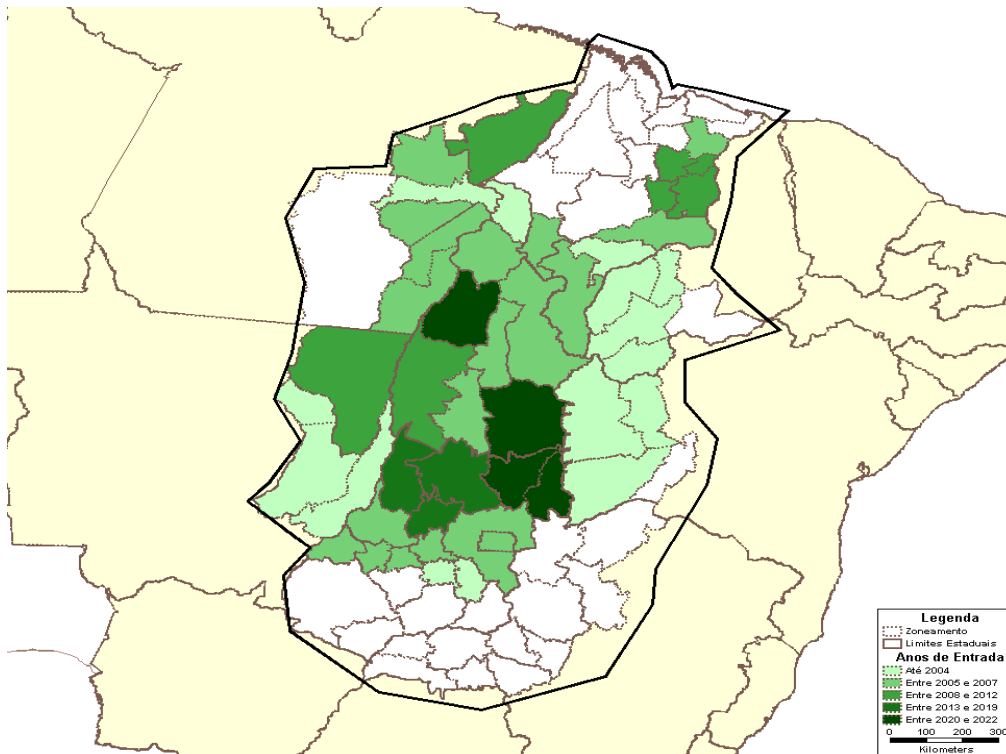 Legenda
Zoneamento
Limites Estaduais
Anos de Entrada
Até 2004
Entre 2005 e 2007
Entre 2008 e 2012
Entre 2013 e 2019
Entre 2020 e 2022
0 100 200 300
Kilometers